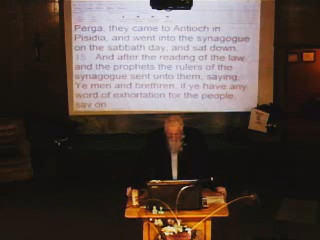 Perga, they came to Antioch in
Pisidia, and went into the synagogue
on the sabbath day, and sat down.
15 And after the reading of the law
and the prophets the rulers of the
synagogue sent unto them, saying,
Ye men and brethren, if ye have any
word of exhortation for the people,
say on.